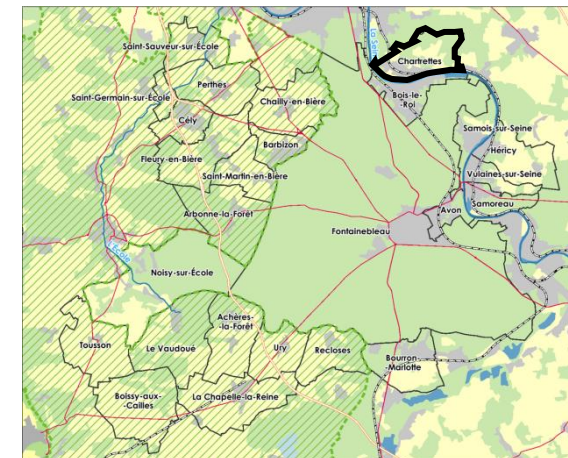 La Seine
Saint-Sauveur-sur-École
Chartrettes
Perthes
Bois-le-
-Roi
Saint-Germain-sur-École
Chailly-en-Bière
Cély
Samois-sur-Seine
Barbizon
Héricy
Fleury-en-Bière
Saint-Martin-en-Bière
Vulaines-sur-Seine
Samoreau
Avon
Arbonne-la-Forêt
Fontainebleau
L'École
Noisy-sur-École
Achères-
-la-Forêt
Tousson
Le Vaudoué
Ury
Recloses
Bourron
-Marlotte
Boissy-aux-
-Cailles
La Chapelle-la-Reine